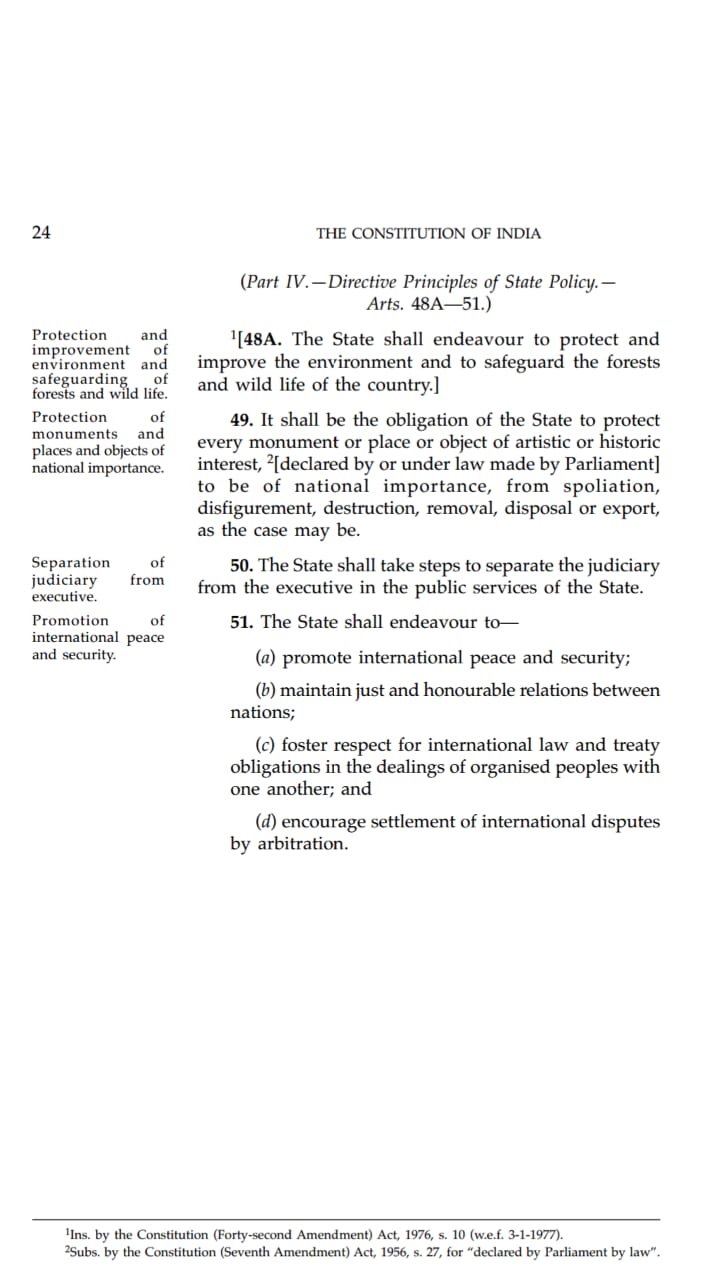 24
THE CONSTITUTION OF INDIA
(Part IV.—Directive Principles of State Policy.—
Arts. 48A—51.)
Protection and
improvement of
environment and
safeguarding of
forests and wild life.
¹[48A. The State shall endeavour to protect and
improve the environment and to safeguard the forests
and wild life of the country.]
Protection of
monuments and
places and objects of
national importance.
49. It shall be the obligation of the State to protect
every monument or place or object of artistic or historic
interest, ²[declared by or under law made by Parliament]
to be of national importance, from spoliation,
disfigurement, destruction, removal, disposal or export,
as the case may be.
Separation of
judiciary from
executive.
50. The State shall take steps to separate the judiciary
from the executive in the public services of the State.
Promotion of
international peace
and security.
51. The State shall endeavour to—
(a) promote international peace and security;
(b) maintain just and honourable relations between
nations;
(c) foster respect for international law and treaty
obligations in the dealings of organised peoples with
one another; and
(d) encourage settlement of international disputes
by arbitration.
¹Ins. by the Constitution (Forty-second Amendment) Act, 1976, s. 10 (w.e.f. 3-1-1977).
²Subs. by the Constitution (Seventh Amendment) Act, 1956, s. 27, for “declared by Parliament by law”.